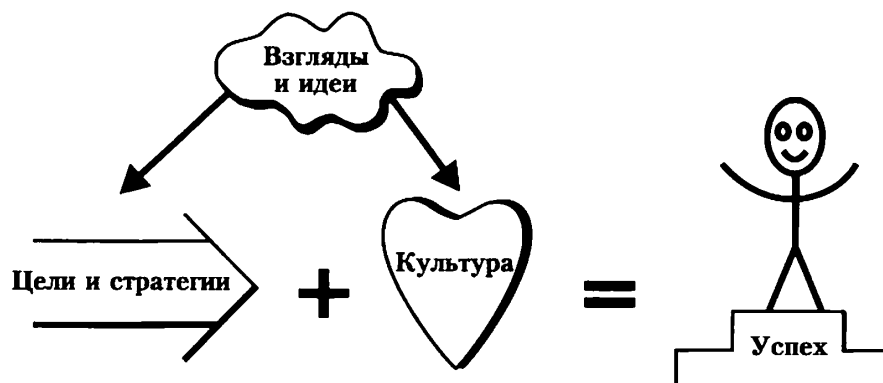 Взгляды
и идеи
Цели и стратегии
+
Культура
=
Успех